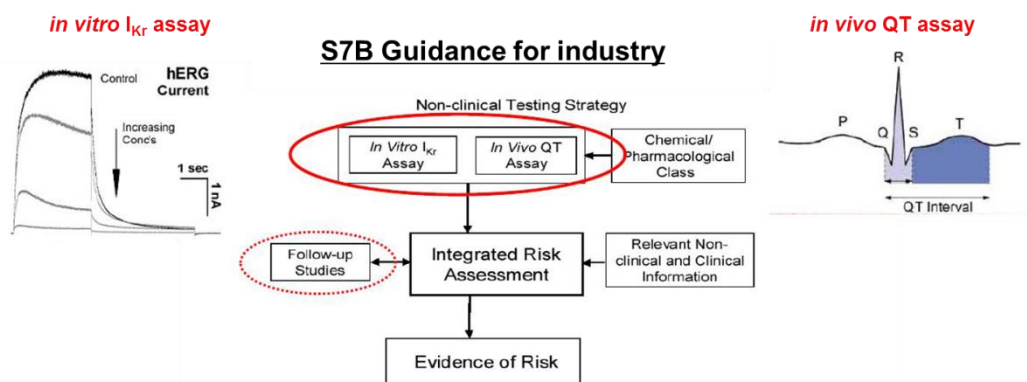 in vitro IKr assay
S7B Guidance for industry
in vivo QT assay
Control
hERG
Current
Increasing
Conc's
1 sec
1 nA
Non-clinical Testing Strategy
In Vitro IKr
Assay
In Vivo QT
Assay
Chemical/
Pharmacological
Class
Follow-up
Studies
Integrated Risk
Assessment
Relevant Non-
clinical and Clinical
Information
Evidence of Risk
R
P
Q
S
T
QT Interval